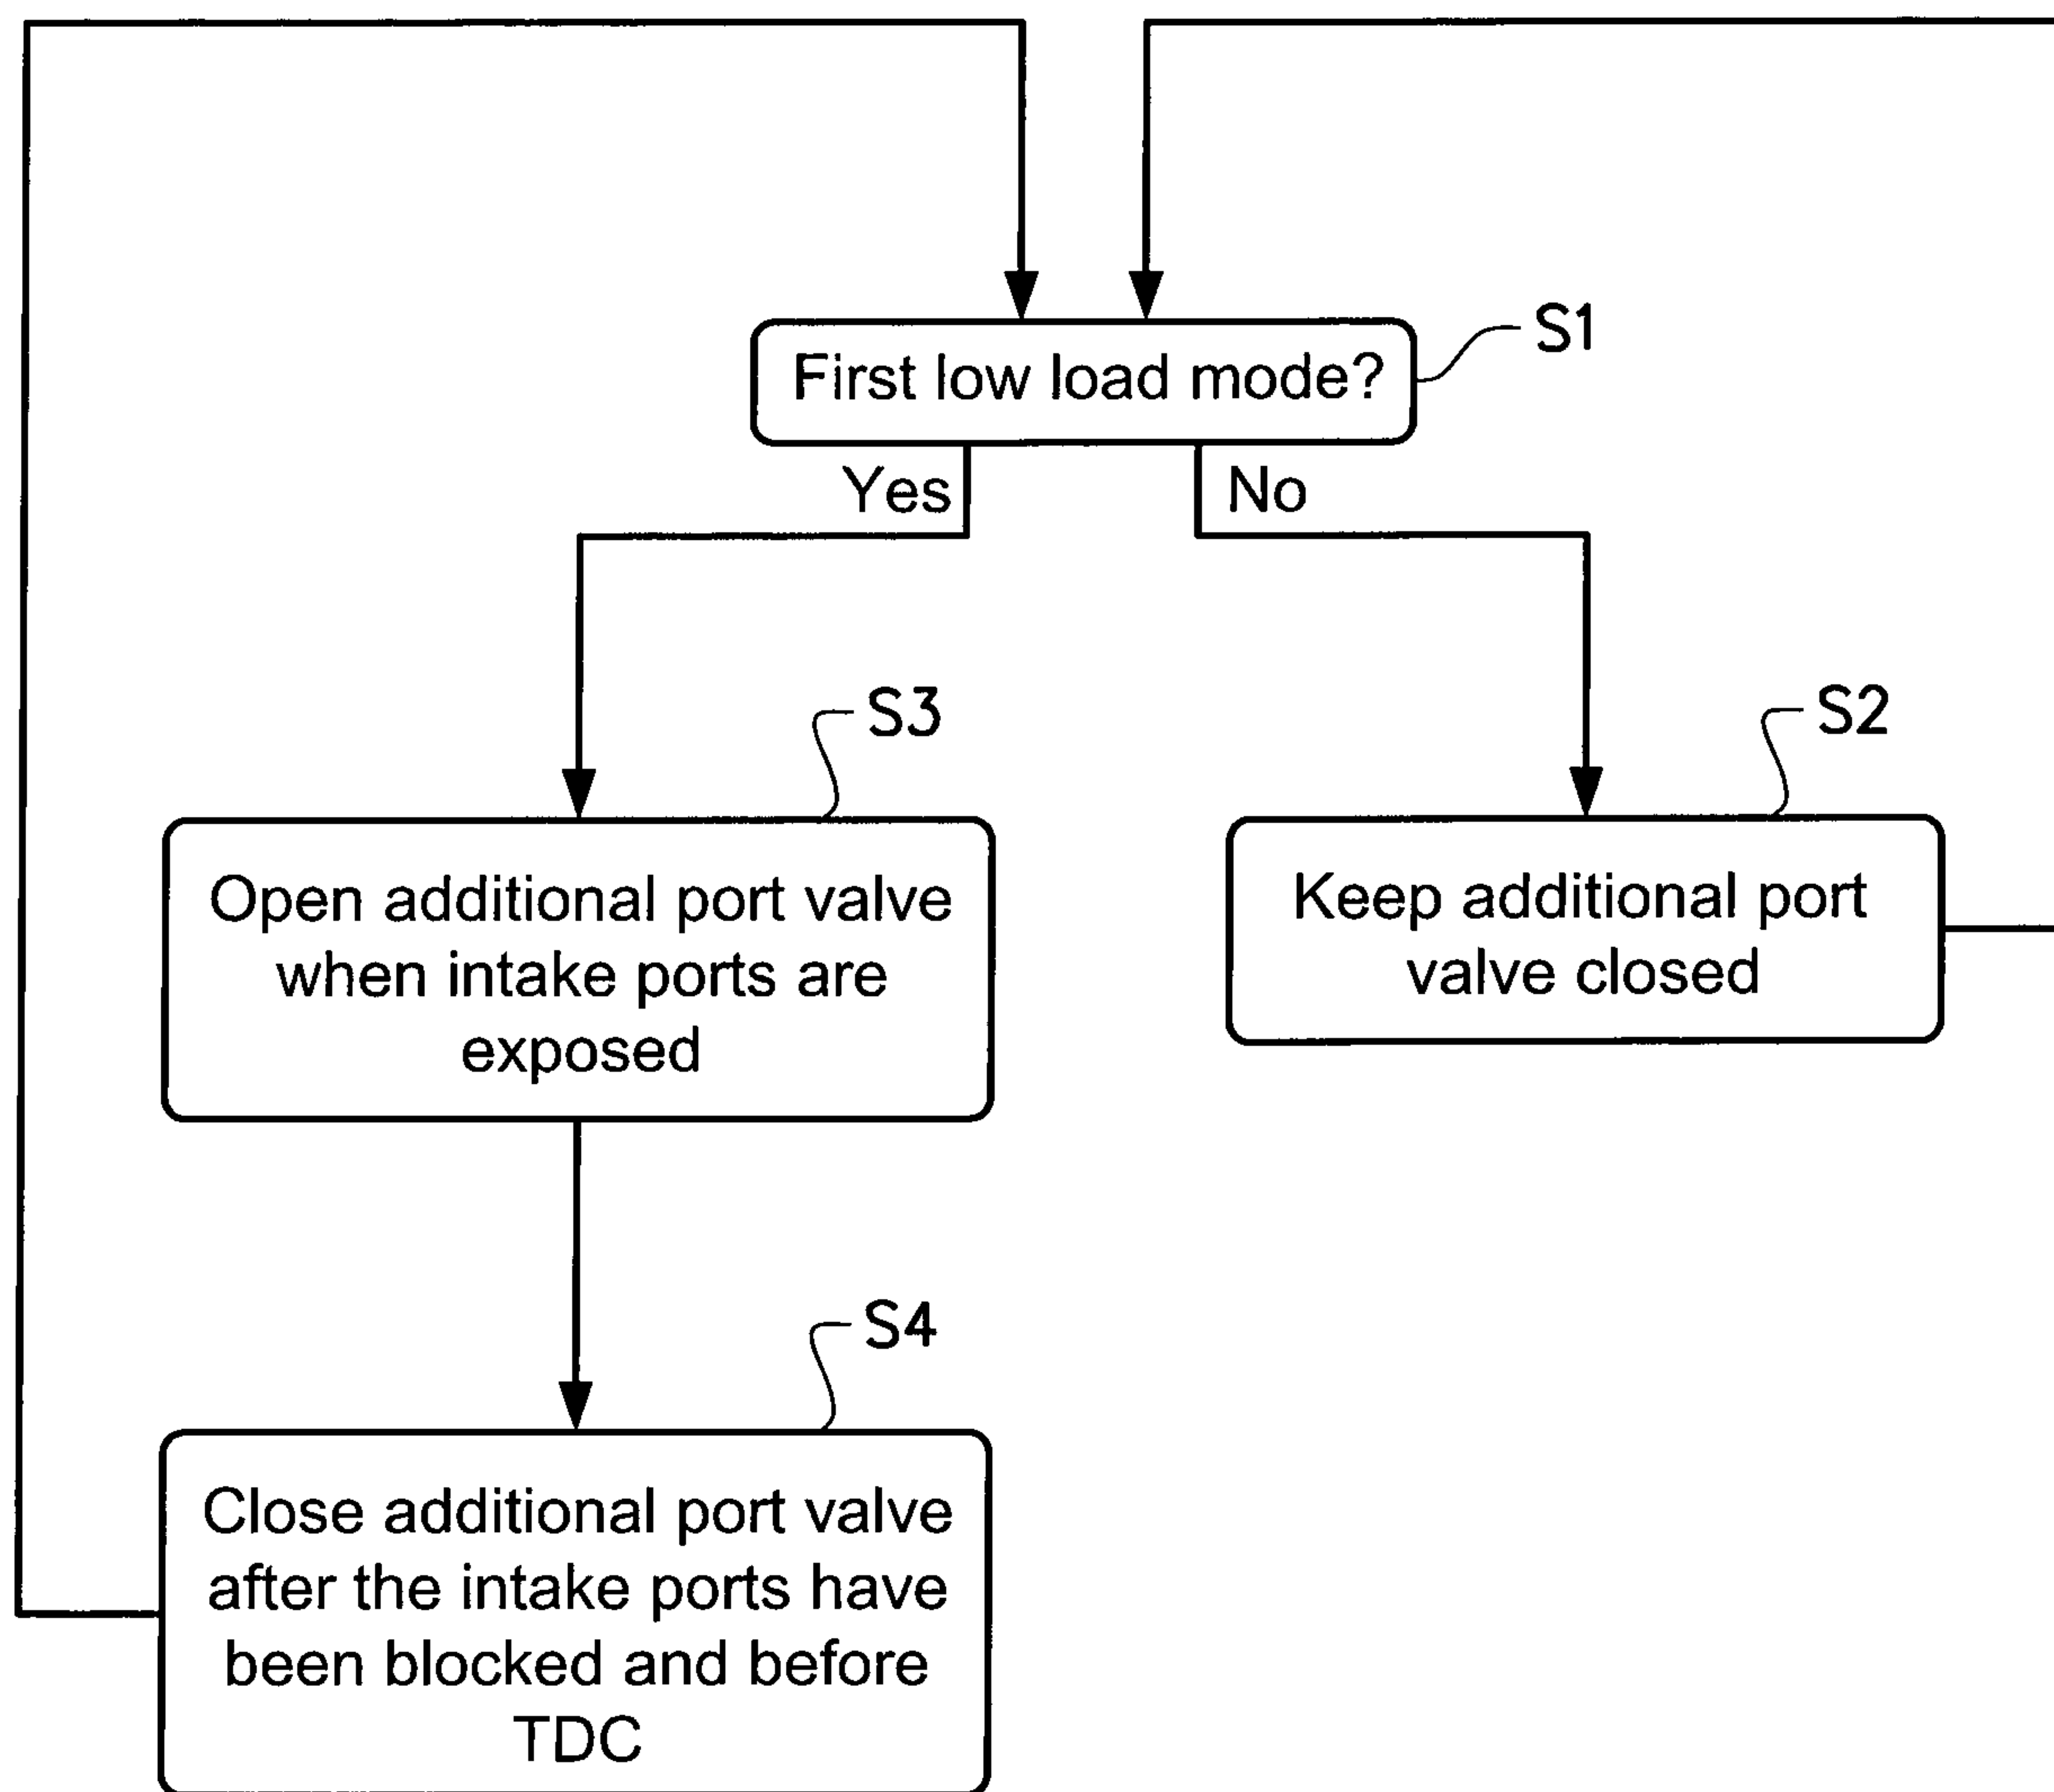 First low load mode?
S1
Yes
No
S3
S2
Open additional port valve
when intake ports are
exposed
Keep additional port
valve closed
S4
Close additional port valve
after the intake ports have
been blocked and before
TDC